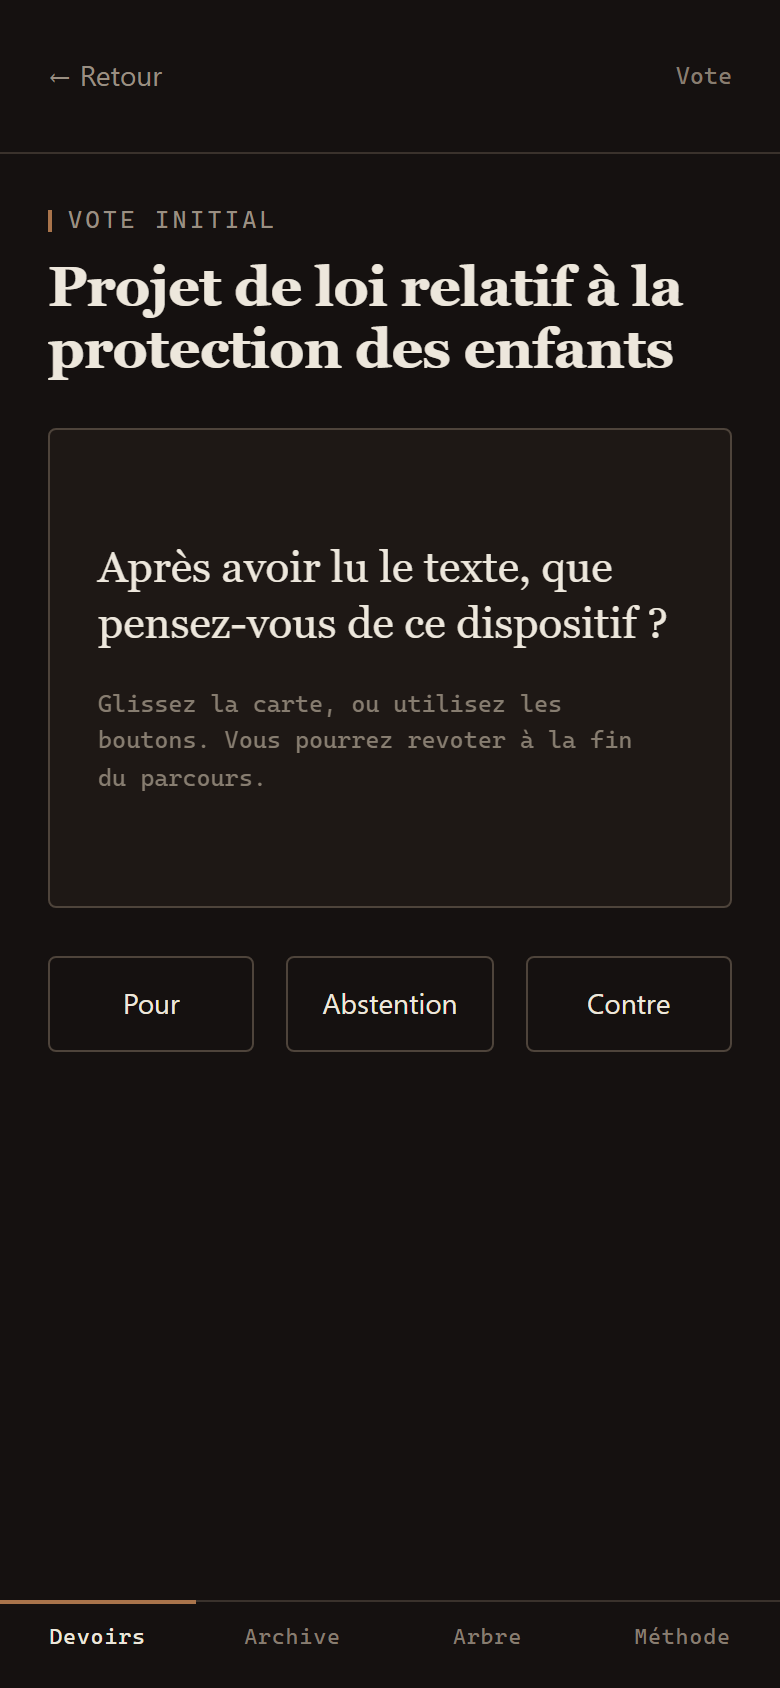 ← Retour
Vote
VOTE INITIAL
Projet de loi relatif à la
protection des enfants
Après avoir lu le texte, que
pensez-vous de ce dispositif ?
Glissez la carte, ou utilisez les
boutons. Vous pourrez revoter à la fin
du parcours.
Pour
Abstention
Contre
Devoirs
Archive
Arbre
Méthode